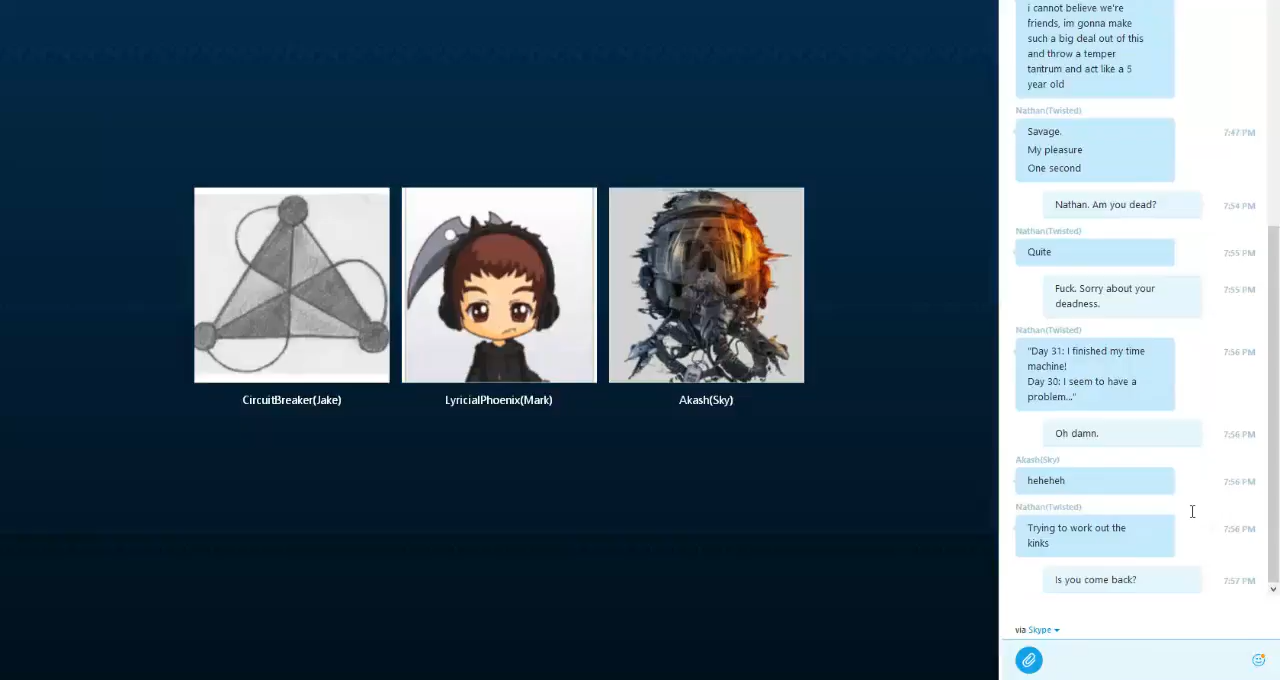 i cannot believe we're
friends, im gonna make
such a big deal out of this
and throw a temper
tantrum and act like a 5
year old
Nathan(Twisted)
Savage.
7:47 PM
My pleasure
One second
Nathan. Am you dead?
7:54 PM
Nathan(Twisted)
Quite
7:55 PM
Fuck. Sorry about your
deadness.
7:55 PM
Nathan(Twisted)
"Day 31: I finished my time
machine!
Day 30: I seem to have a
problem..."
7:56 PM
Oh damn.
7:56 PM
Akash(Sky)
heheheh
7:56 PM
Nathan(Twisted)
Trying to work out the
kinks
7:56 PM
Is you come back?
7:57 PM
via Skype
CircuitBreaker(Jake)
LyricialPhoenix(Mark)
Akash(Sky)